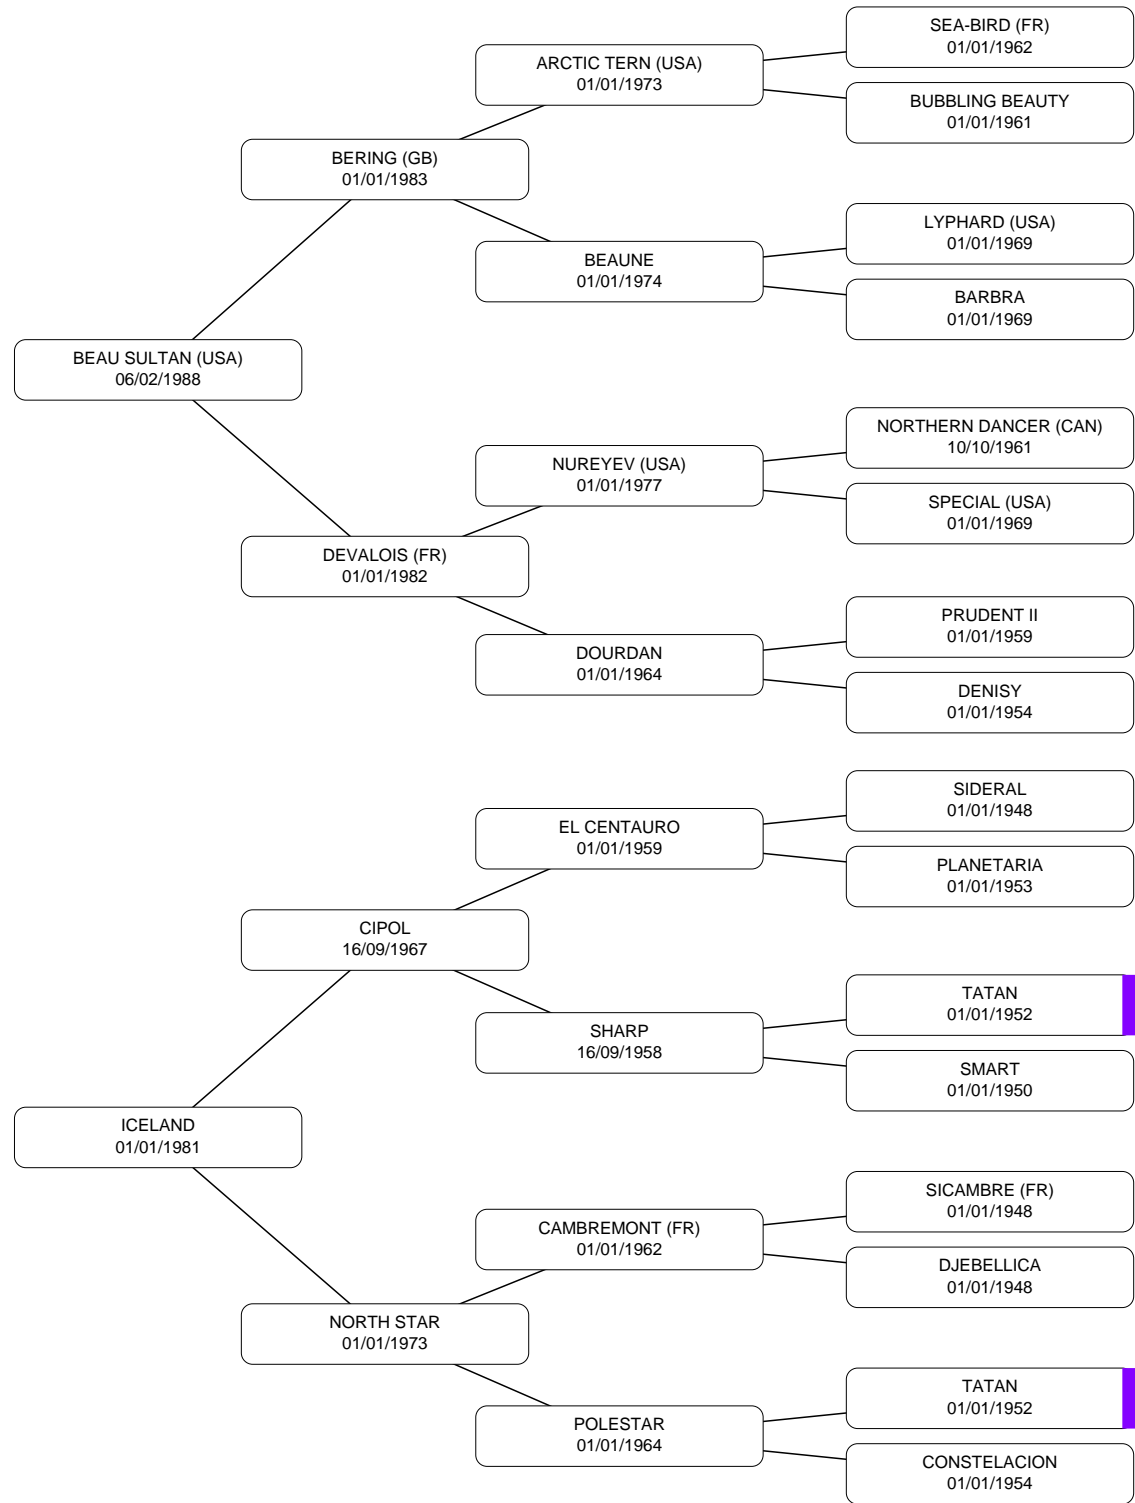 SEA-BIRD (FR)
01/01/1962
ARCTIC TERN (USA)
01/01/1973
BUBBLING BEAUTY
01/01/1961
BERING (GB)
01/01/1983
LYPHARD (USA)
01/01/1969
BEAUNE
01/01/1974
BARBRA
01/01/1969
BEAU SULTAN (USA)
06/02/1988
NORTHERN DANCER (CAN)
10/10/1961
NUREYEV (USA)
01/01/1977
SPECIAL (USA)
01/01/1969
DEVALOIS (FR)
01/01/1982
PRUDENT II
01/01/1959
DOURDAN
01/01/1964
DENISY
01/01/1954
SIDERAL
01/01/1948
EL CENTAURO
01/01/1959
PLANETARIA
01/01/1953
CIPOL
16/09/1967
TATAN
01/01/1952
SHARP
16/09/1958
SMART
01/01/1950
ICELAND
01/01/1981
SICAMBRE (FR)
01/01/1948
CAMBREMONT (FR)
01/01/1962
DJEBELLICA
01/01/1948
NORTH STAR
01/01/1973
TATAN
01/01/1952
POLESTAR
01/01/1964
CONSTELACION
01/01/1954